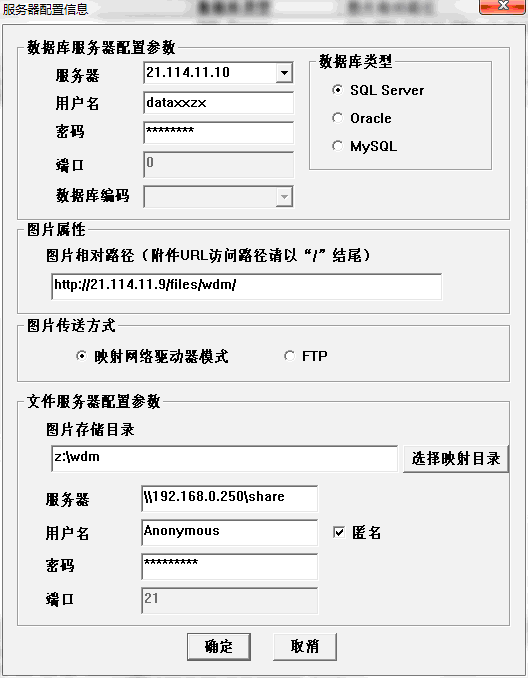 服务器配置信息
数据库服务器配置参数
服务器 21.114.11.10
用户名 dataxxzx
密码 ********
端口 0
数据库编码
数据库类型
SQL Server
Oracle
MySQL
图片属性
图片相对路径（附件URL访问路径请以“/”结尾）
http://21.114.11.9/files/wdm/
图片传送方式
映射网络驱动器模式 FTP
文件服务器配置参数
图片存储目录
z:\wdm 选择映射目录
服务器 \\192.168.0.250\share
用户名 Anonymous 匿名
密码 *********
端口 21
确定 取消